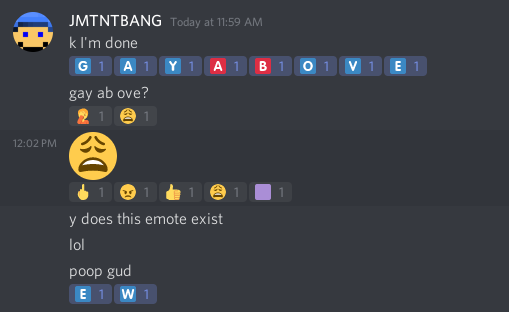 JMTNTBANG Today at 11:59 AM
k I'm done
G 1 A 1 Y 1 A 1 B 1 O 1 V 1 E 1
gay ab ove?
1 1
12:02 PM
1 1 1 1 1
y does this emote exist
lol
poop gud
E 1 W 1